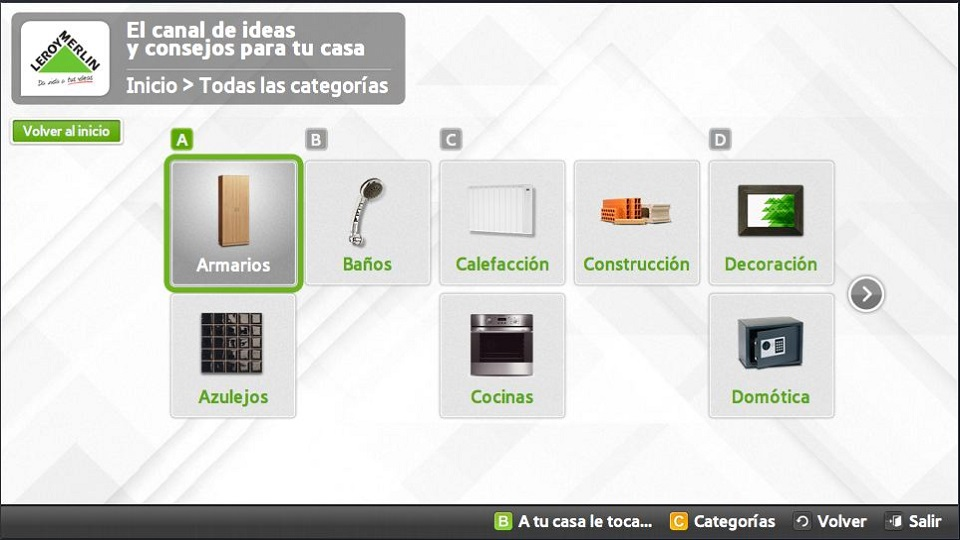 LEROY MERLIN
Da vida a tus ideas
El canal de ideas
y consejos para tu casa
Inicio > Todas las categorías
Volver al inicio
A
B
C
D
Armarios
Baños
Calefacción
Construcción
Decoración
Azulejos
Cocinas
Domótica
B A tu casa le toca... C Categorías Volver Salir